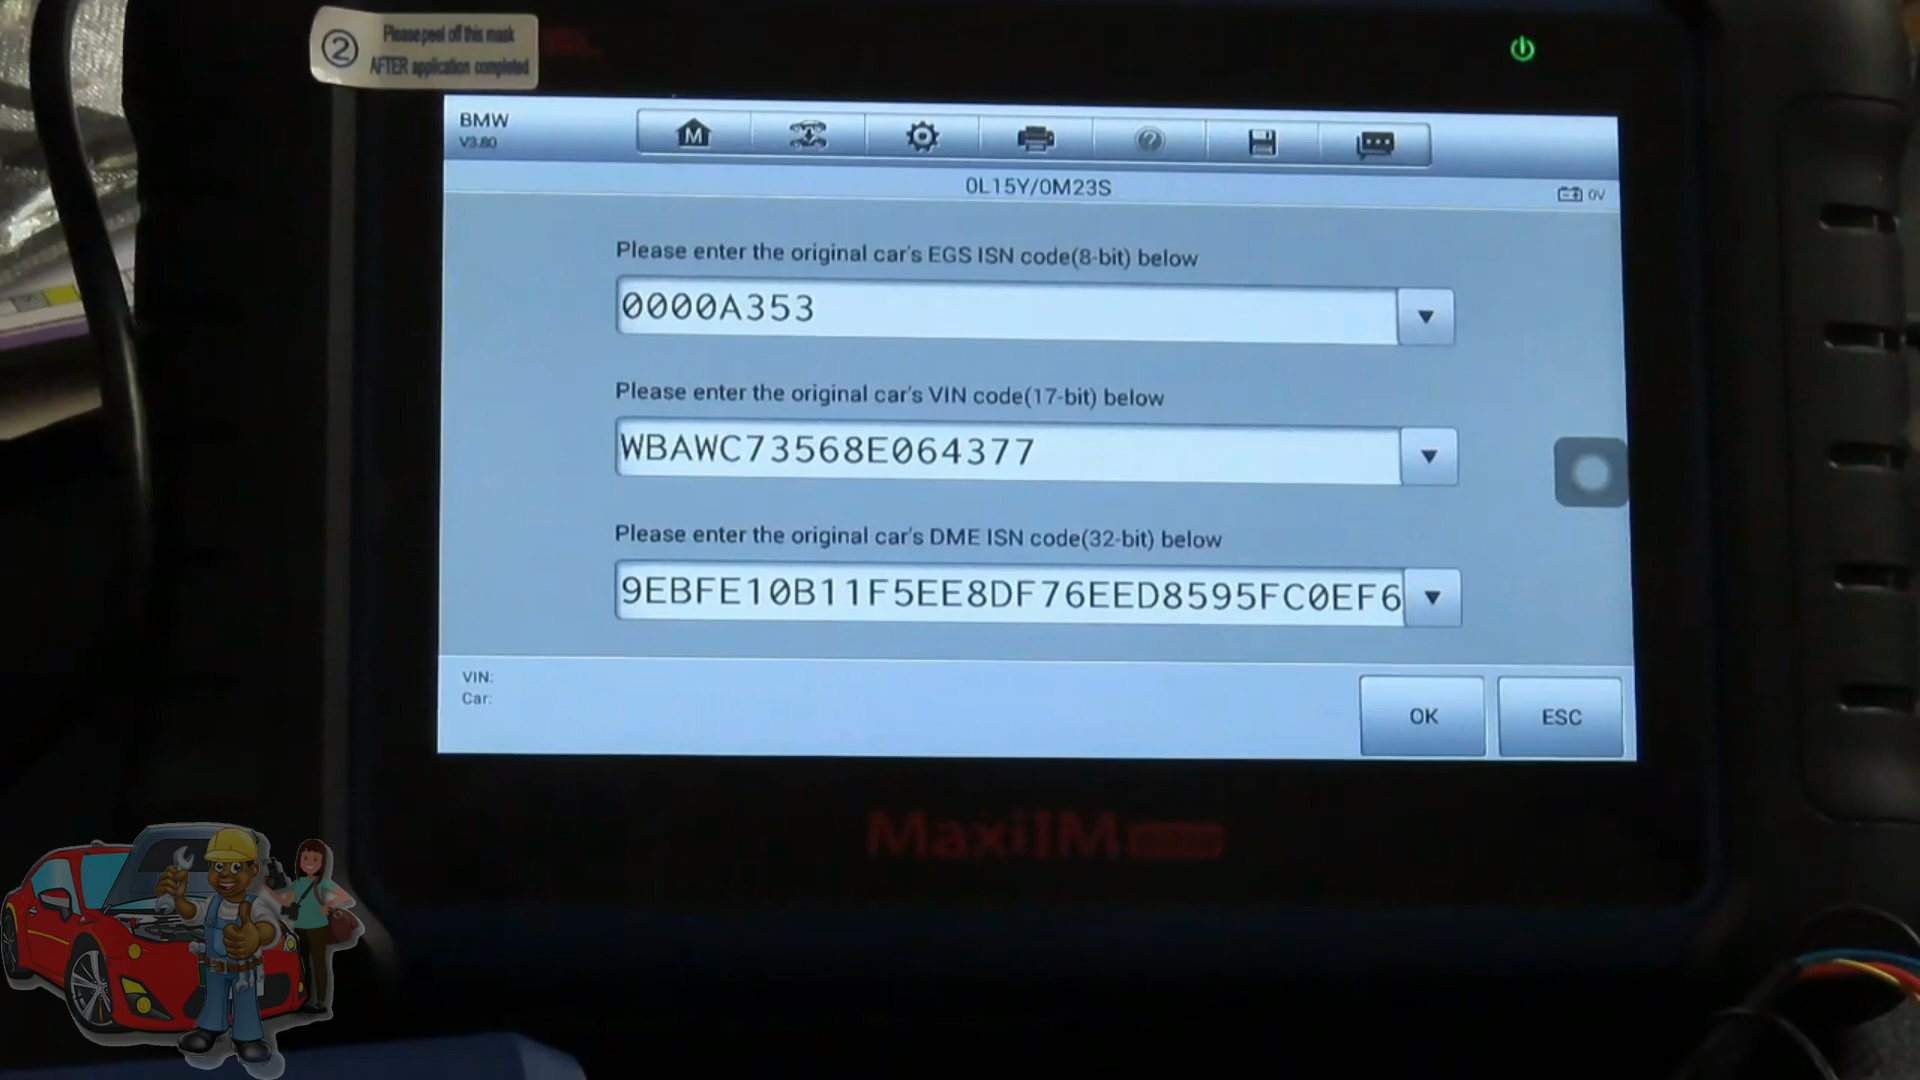 ②
Please peel off this mask
AFTER application completed
BMW
V3.80
M
?
0L15Y/0M23S
0V
Please enter the original car's EGS ISN code(8-bit) below
0000A353
Please enter the original car's VIN code(17-bit) below
WBAWC73568E064377
Please enter the original car's DME ISN code(32-bit) below
9EBFE10B11F5EE8DF76EED8595FC0EF6
VIN:
Car:
OK
ESC
MaxiIM